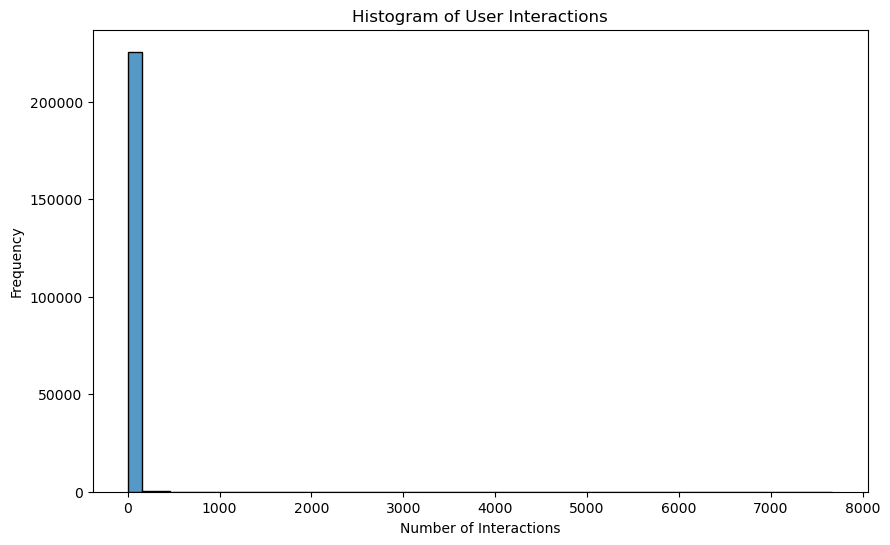 Histogram of User Interactions
Frequency
200000
150000
100000
50000
0
0 1000 2000 3000 4000 5000 6000 7000 8000
Number of Interactions